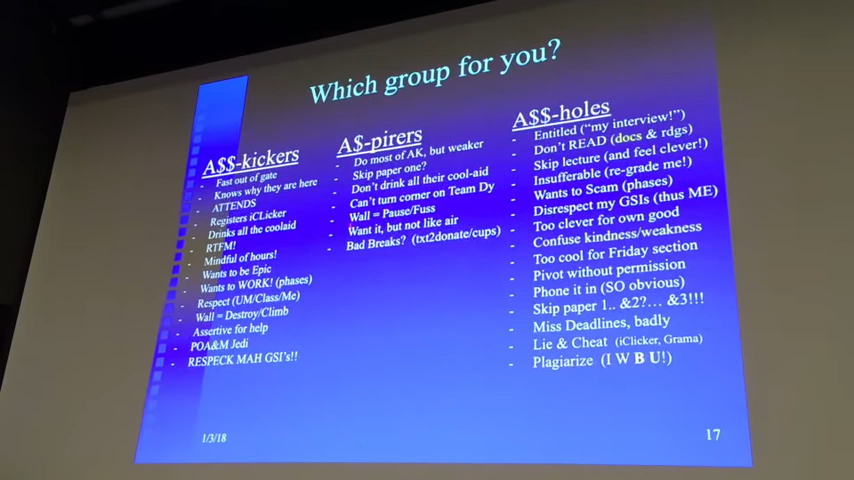 Which group for you?
A$$-kickers
- Fast out of gate
- Knows why they are here
- ATTENDS
- Registers iCLicker
- Drinks all the coolaid
- RTFM!
- Mindful of hours!
- Wants to be Epic
- Wants to WORK! (phases)
- Respect (UM/Class/Me)
- Wall = Destroy/Climb
- Assertive for help
- POA&M Jedi
- RESPECK MAH GSI's!!
A$-pirers
- Do most of AK, but weaker
- Skip paper one?
- Don't drink all their cool-aid
- Can't turn corner on Team Dy
- Wall = Pause/Fuss
- Want it, but not like air
- Bad Breaks? (txt2donate/cups)
A$$-holes
- Entitled ("my interview!")
- Don't READ (docs & rdgs)
- Skip lecture (and feel clever!)
- Insufferable (re-grade me!)
- Wants to Scam (phases)
- Disrespect my GSIs (thus ME)
- Too clever for own good
- Confuse kindness/weakness
- Too cool for Friday section
- Pivot without permission
- Phone it in (SO obvious)
- Skip paper 1.. &2?... &3!!!
- Miss Deadlines, badly
- Lie & Cheat (iClicker, Grama)
- Plagiarize (I W B U!)
1/3/18
17